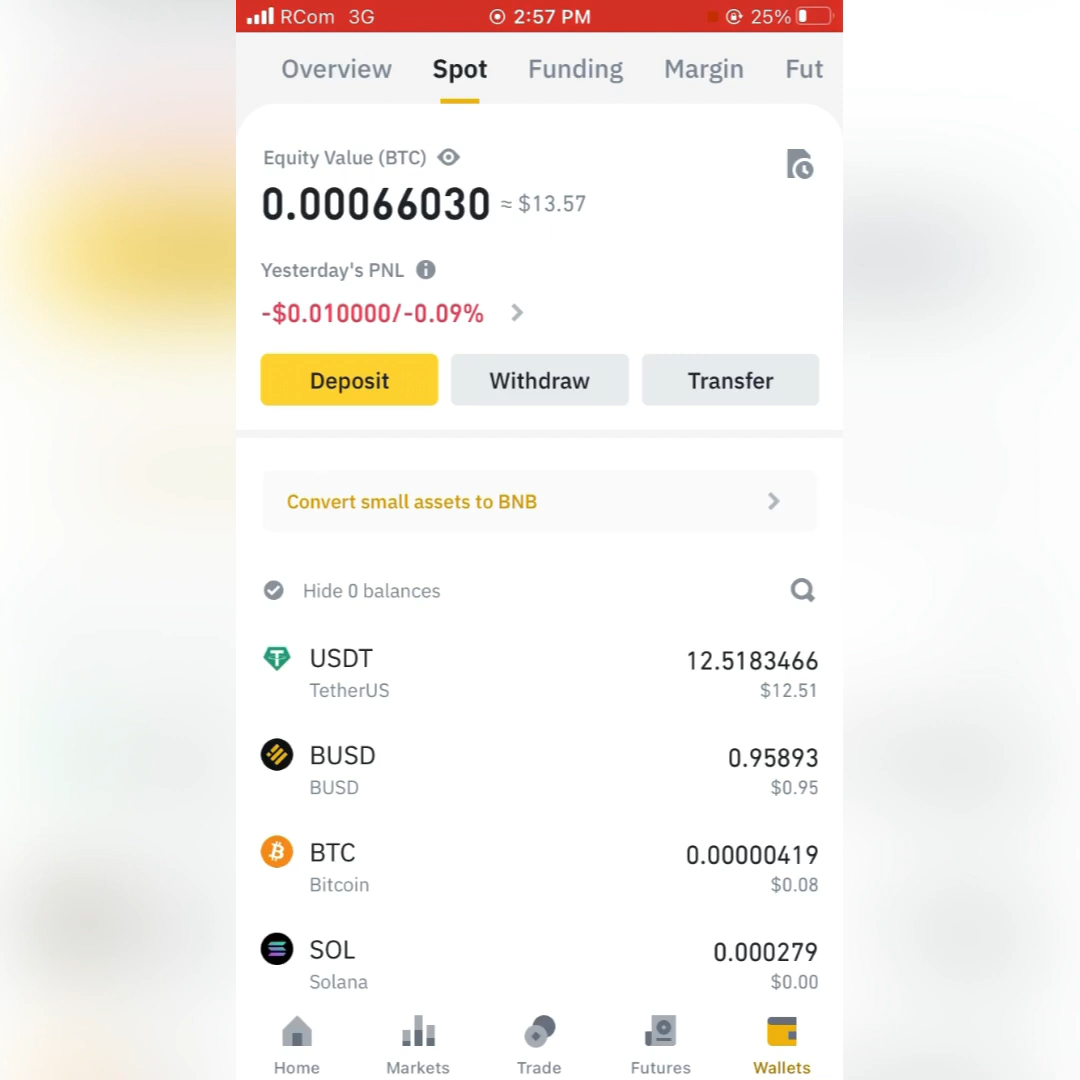 RCom 3G 2:57 PM 25%
Overview Spot Funding Margin Fut
Equity Value (BTC)
0.00066030 ≈ $13.57
Yesterday's PNL
-$0.010000/-0.09%
Deposit Withdraw Transfer
Convert small assets to BNB
Hide 0 balances
USDT 12.5183466
TetherUS $12.51
BUSD 0.95893
BUSD $0.95
BTC 0.00000419
Bitcoin $0.08
SOL 0.000279
Solana $0.00
Home Markets Trade Futures Wallets